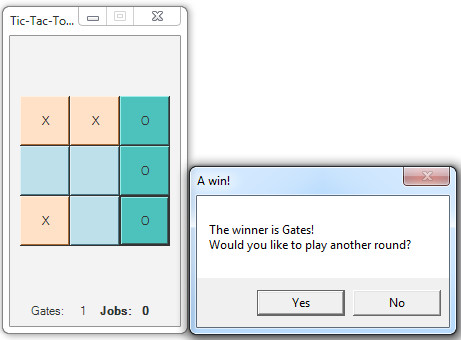 Tic-Tac-To...
X X O
O
X O
Gates: 1 Jobs: 0
A win!
The winner is Gates!
Would you like to play another round?
Yes No